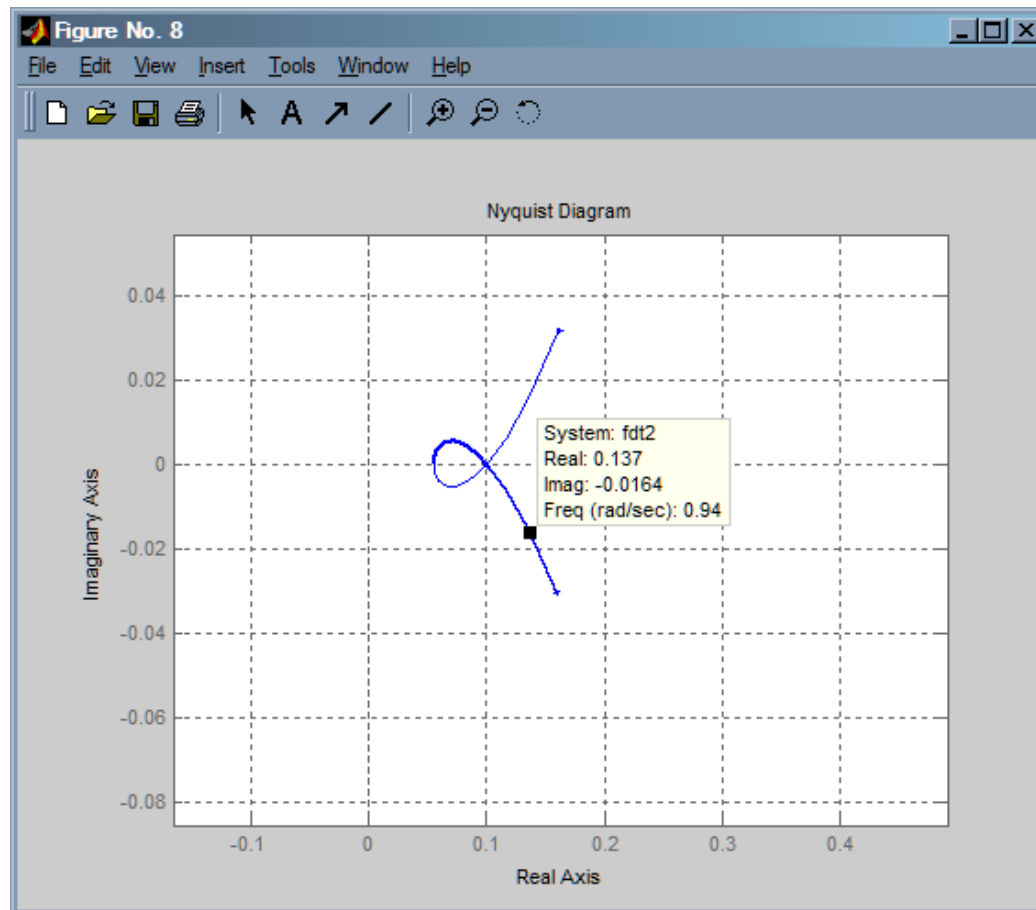 Figure No. 8
File Edit View Insert Tools Window Help
A
Nyquist Diagram
0.04
0.02
0
-0.02
-0.04
-0.06
-0.08
Imaginary Axis
System: fdt2
Real: 0.137
Imag: -0.0164
Freq (rad/sec): 0.94
-0.1 0 0.1 0.2 0.3 0.4
Real Axis